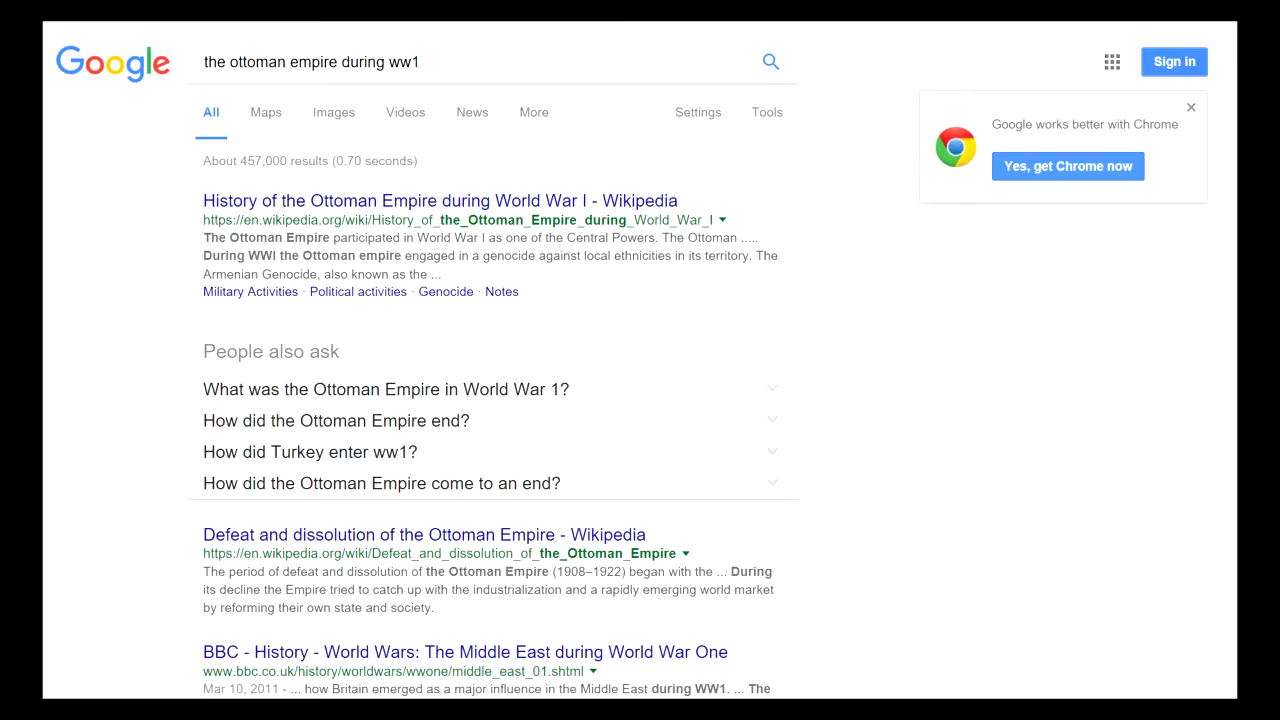 Google
the ottoman empire during ww1
Sign in
All Maps Images Videos News More Settings Tools
Google works better with Chrome
Yes, get Chrome now
About 457,000 results (0.70 seconds)
History of the Ottoman Empire during World War I - Wikipedia
https://en.wikipedia.org/wiki/History_of_the_Ottoman_Empire_during_World_War_I
The Ottoman Empire participated in World War I as one of the Central Powers. The Ottoman .....
During WWI the Ottoman empire engaged in a genocide against local ethnicities in its territory. The
Armenian Genocide, also known as the ...
Military Activities · Political activities · Genocide · Notes
People also ask
What was the Ottoman Empire in World War 1?
How did the Ottoman Empire end?
How did Turkey enter ww1?
How did the Ottoman Empire come to an end?
Defeat and dissolution of the Ottoman Empire - Wikipedia
https://en.wikipedia.org/wiki/Defeat_and_dissolution_of_the_Ottoman_Empire
The period of defeat and dissolution of the Ottoman Empire (1908–1922) began with the ... During
its decline the Empire tried to catch up with the industrialization and a rapidly emerging world market
by reforming their own state and society.
BBC - History - World Wars: The Middle East during World War One
www.bbc.co.uk/history/worldwars/wwone/middle_east_01.shtml
Mar 10, 2011 - ... how Britain emerged as a major influence in the Middle East during WW1. ... The